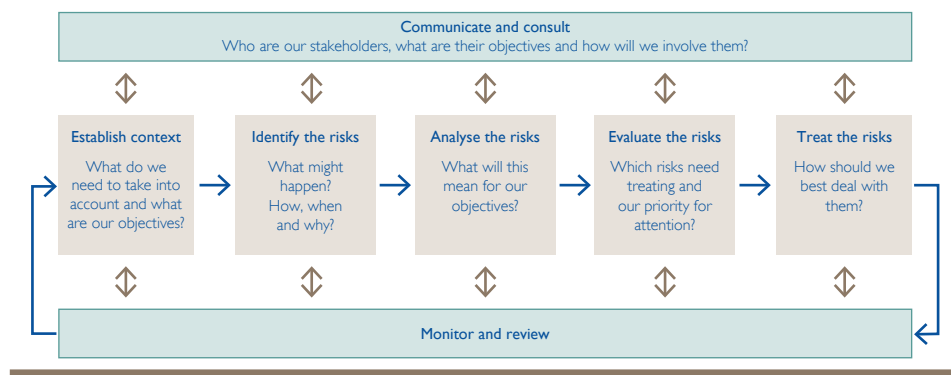 Communicate and consult
Who are our stakeholders, what are their objectives and how will we involve them?
Establish context
What do we
need to take into
account and what
are our objectives?
Identify the risks
What might
happen?
How, when
and why?
Analyse the risks
What will this
mean for our
objectives?
Evaluate the risks
Which risks need
treating and
our priority for
attention?
Treat the risks
How should we
best deal with
them?
Monitor and review